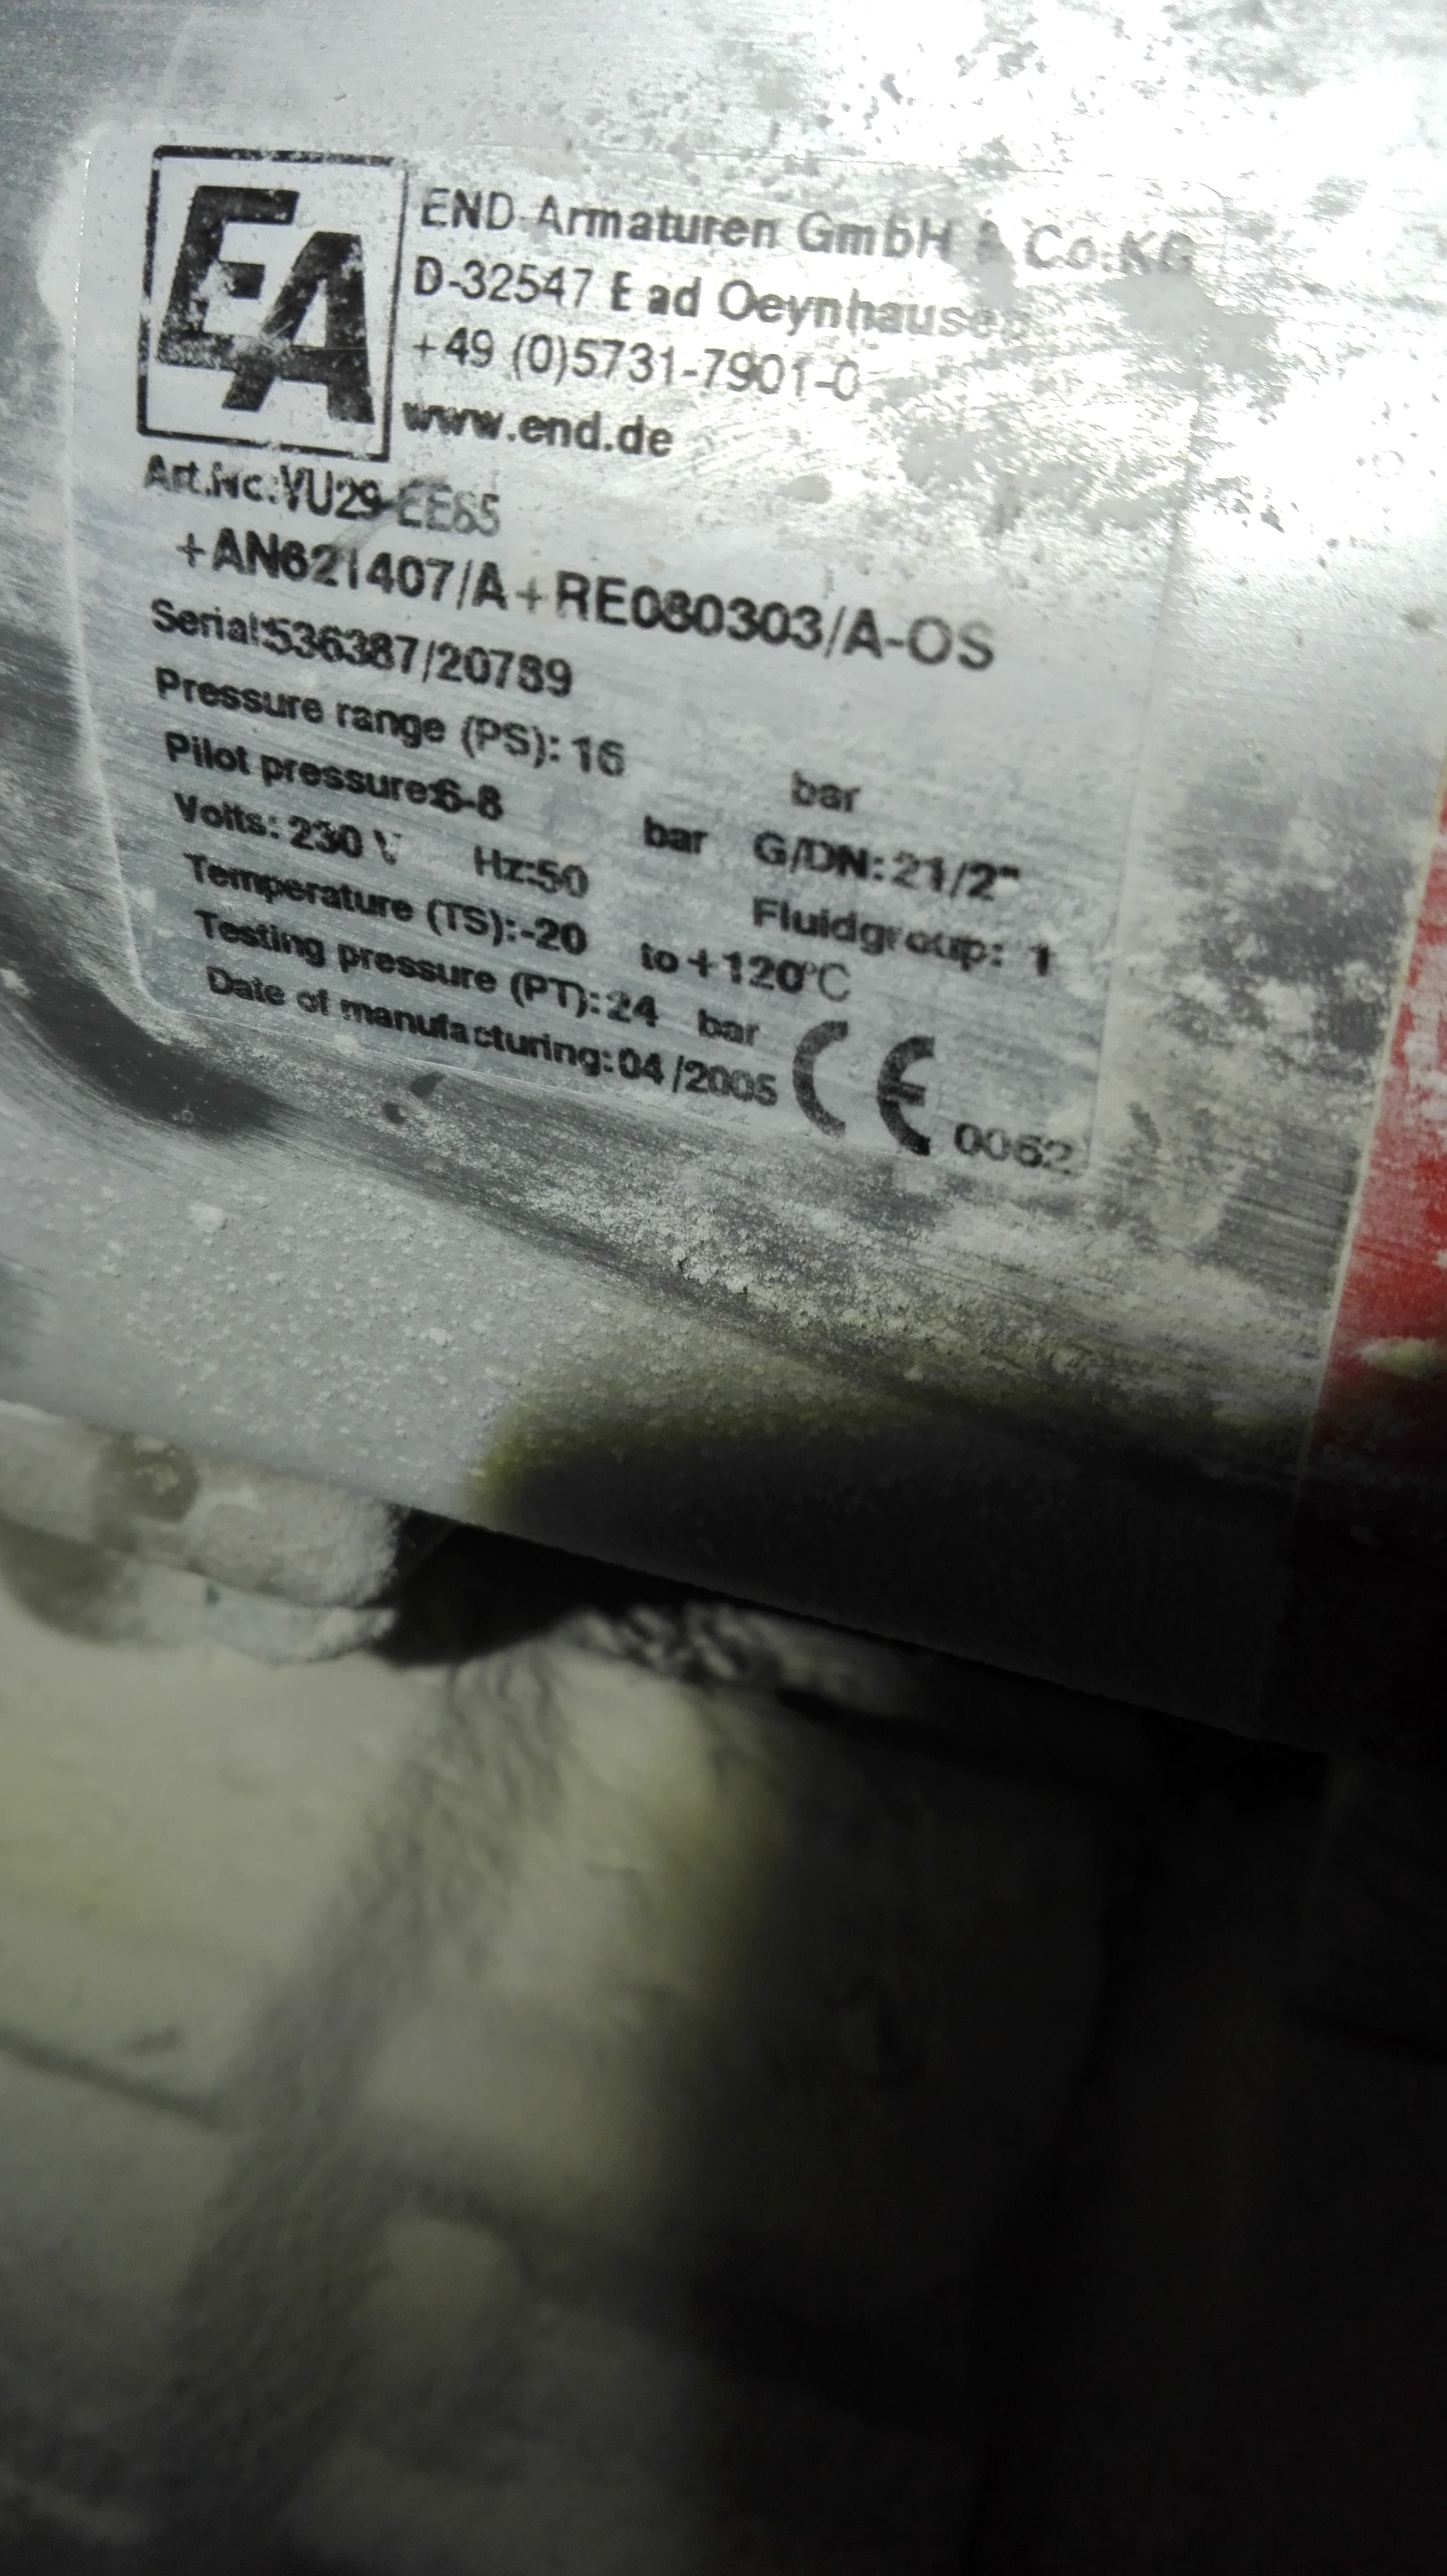 EA
END-Armaturen GmbH & Co.KG
D-32547 Bad Oeynhausen
+49 (0)5731-7901-0
www.end.de
Art.No.:VU29-EE65
+AN621407/A+RE080303/A-OS
Serial:536387/20789
Pressure range (PS): 16 bar
Pilot pressure:6-8 bar G/DN: 21/2"
Volts: 230 V Hz:50 Fluidgroup: 1
Temperature (TS):-20 to +120°C
Testing pressure (PT): 24 bar
Date of manufacturing: 04/2005
CE 0062